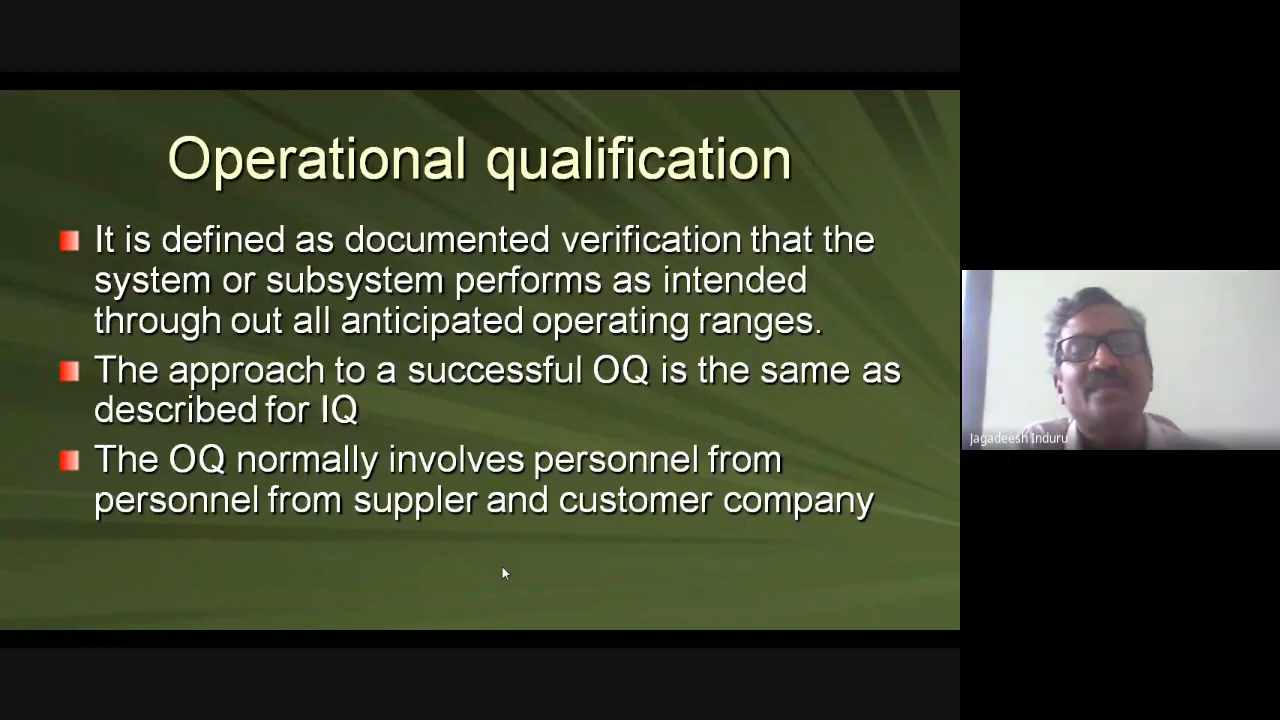 Operational qualification
It is defined as documented verification that the
system or subsystem performs as intended
through out all anticipated operating ranges.
The approach to a successful OQ is the same as
described for IQ
The OQ normally involves personnel from
personnel from suppler and customer company
Jagadeesh Induru